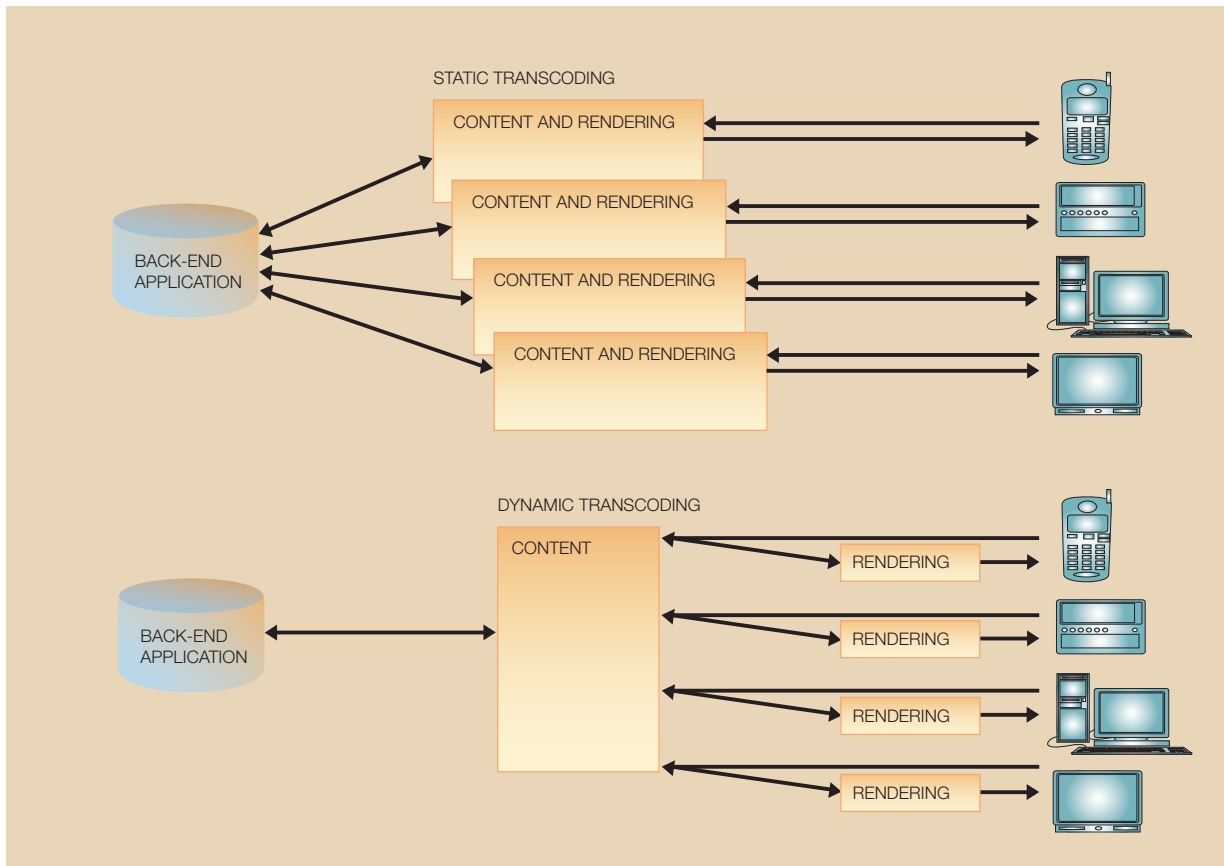 STATIC TRANSCODING
CONTENT AND RENDERING
CONTENT AND RENDERING
CONTENT AND RENDERING
CONTENT AND RENDERING
BACK-END
APPLICATION
DYNAMIC TRANSCODING
CONTENT
RENDERING
RENDERING
RENDERING
RENDERING
BACK-END
APPLICATION